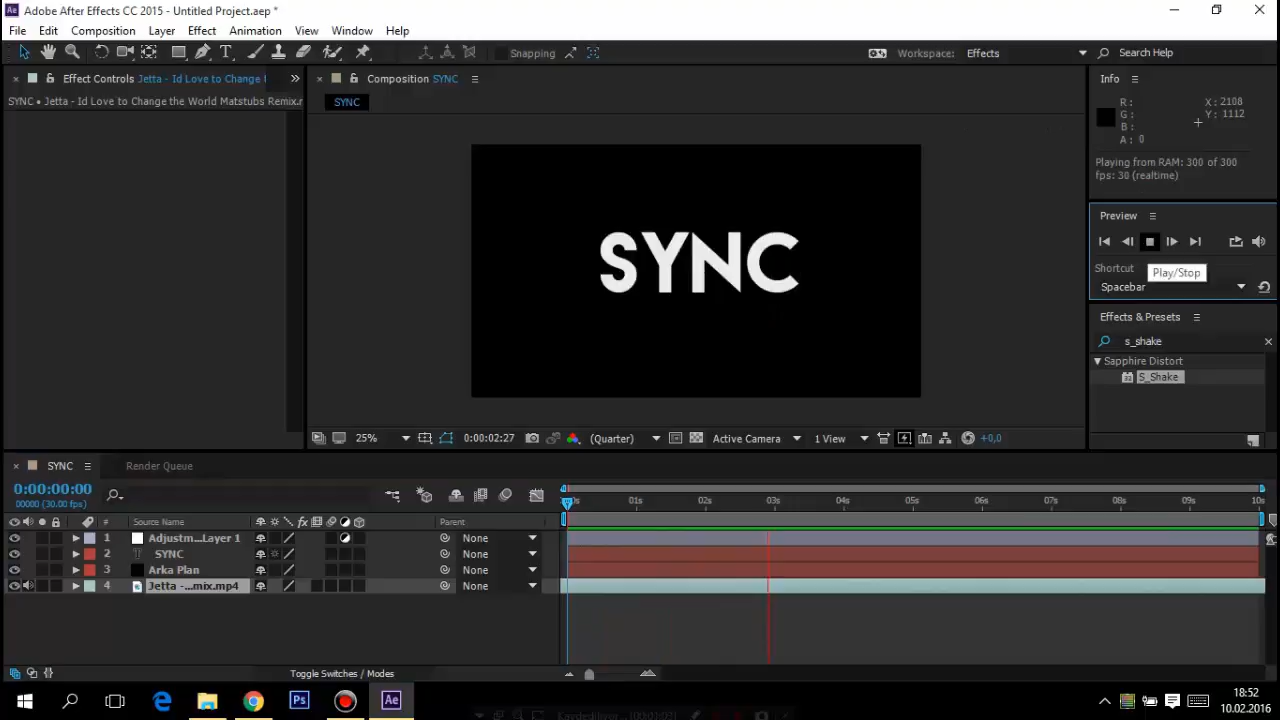 Adobe After Effects CC 2015 - Untitled Project.aep *
File Edit Composition Layer Effect Animation View Window Help
Snapping
Workspace: Effects
Search Help
Effect Controls Jetta - Id Love to Change
SYNC • Jetta - Id Love to Change the World Matstubs Remix.m
Composition SYNC
SYNC
SYNC
25%
0:00:02:27
(Quarter)
Active Camera
1 View
+0,0
Info
R :
G :
B :
A : 0
X : 2108
Y : 1112
Playing from RAM: 300 of 300
fps: 30 (realtime)
Preview
Shortcut
Play/Stop
Spacebar
Effects & Presets
s_shake
Sapphire Distort
S_Shake
SYNC
Render Queue
0:00:00:00
00000 (30.00 fps)
01s 02s 03s 04s 05s 06s 07s 08s 09s 10s
# Source Name
fx
Parent
1 Adjustm...Layer 1 None
2 T SYNC None
3 Arka Plan None
4 Jetta -...mix.mp4 None
Toggle Switches / Modes
Ps
Ae
18:52
10.02.2016